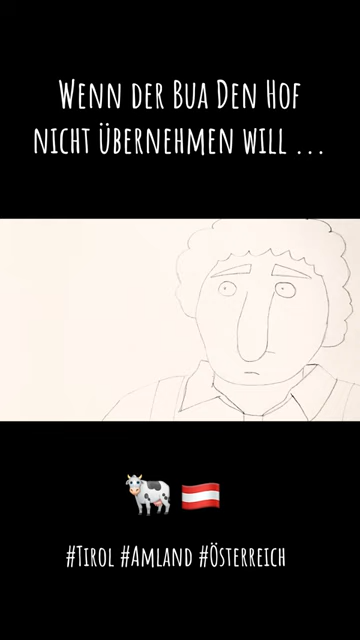 Wenn der Bua Den Hof
nicht übernehmen will ...
#Tirol #Amland #Österreich